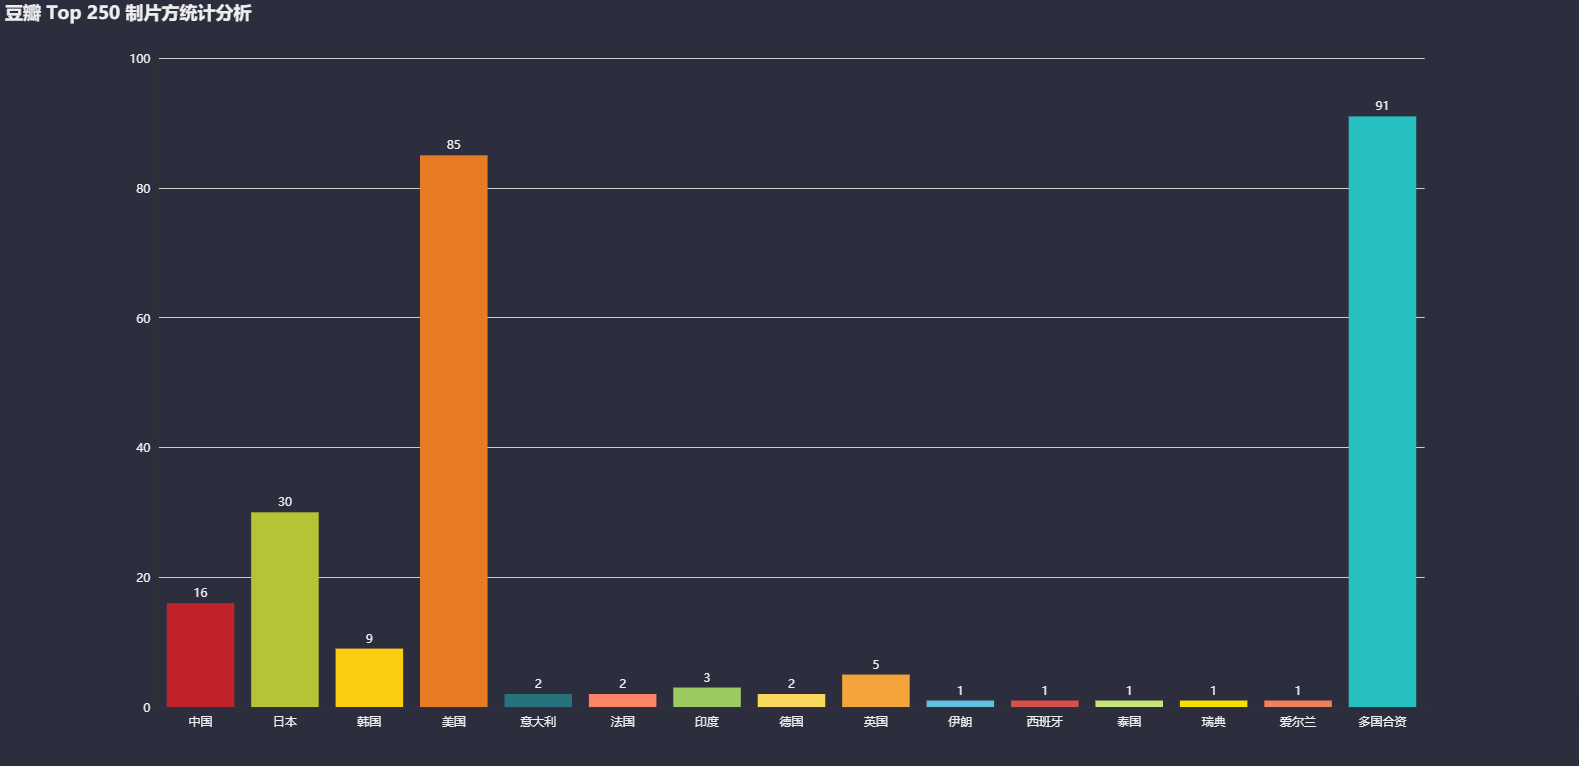 豆瓣 Top 250 制片方统计分析
100
80
60
40
20
0
16
30
9
85
2
2
3
2
5
1
1
1
1
1
91
中国
日本
韩国
美国
意大利
法国
印度
德国
英国
伊朗
西班牙
泰国
瑞典
爱尔兰
多国合资